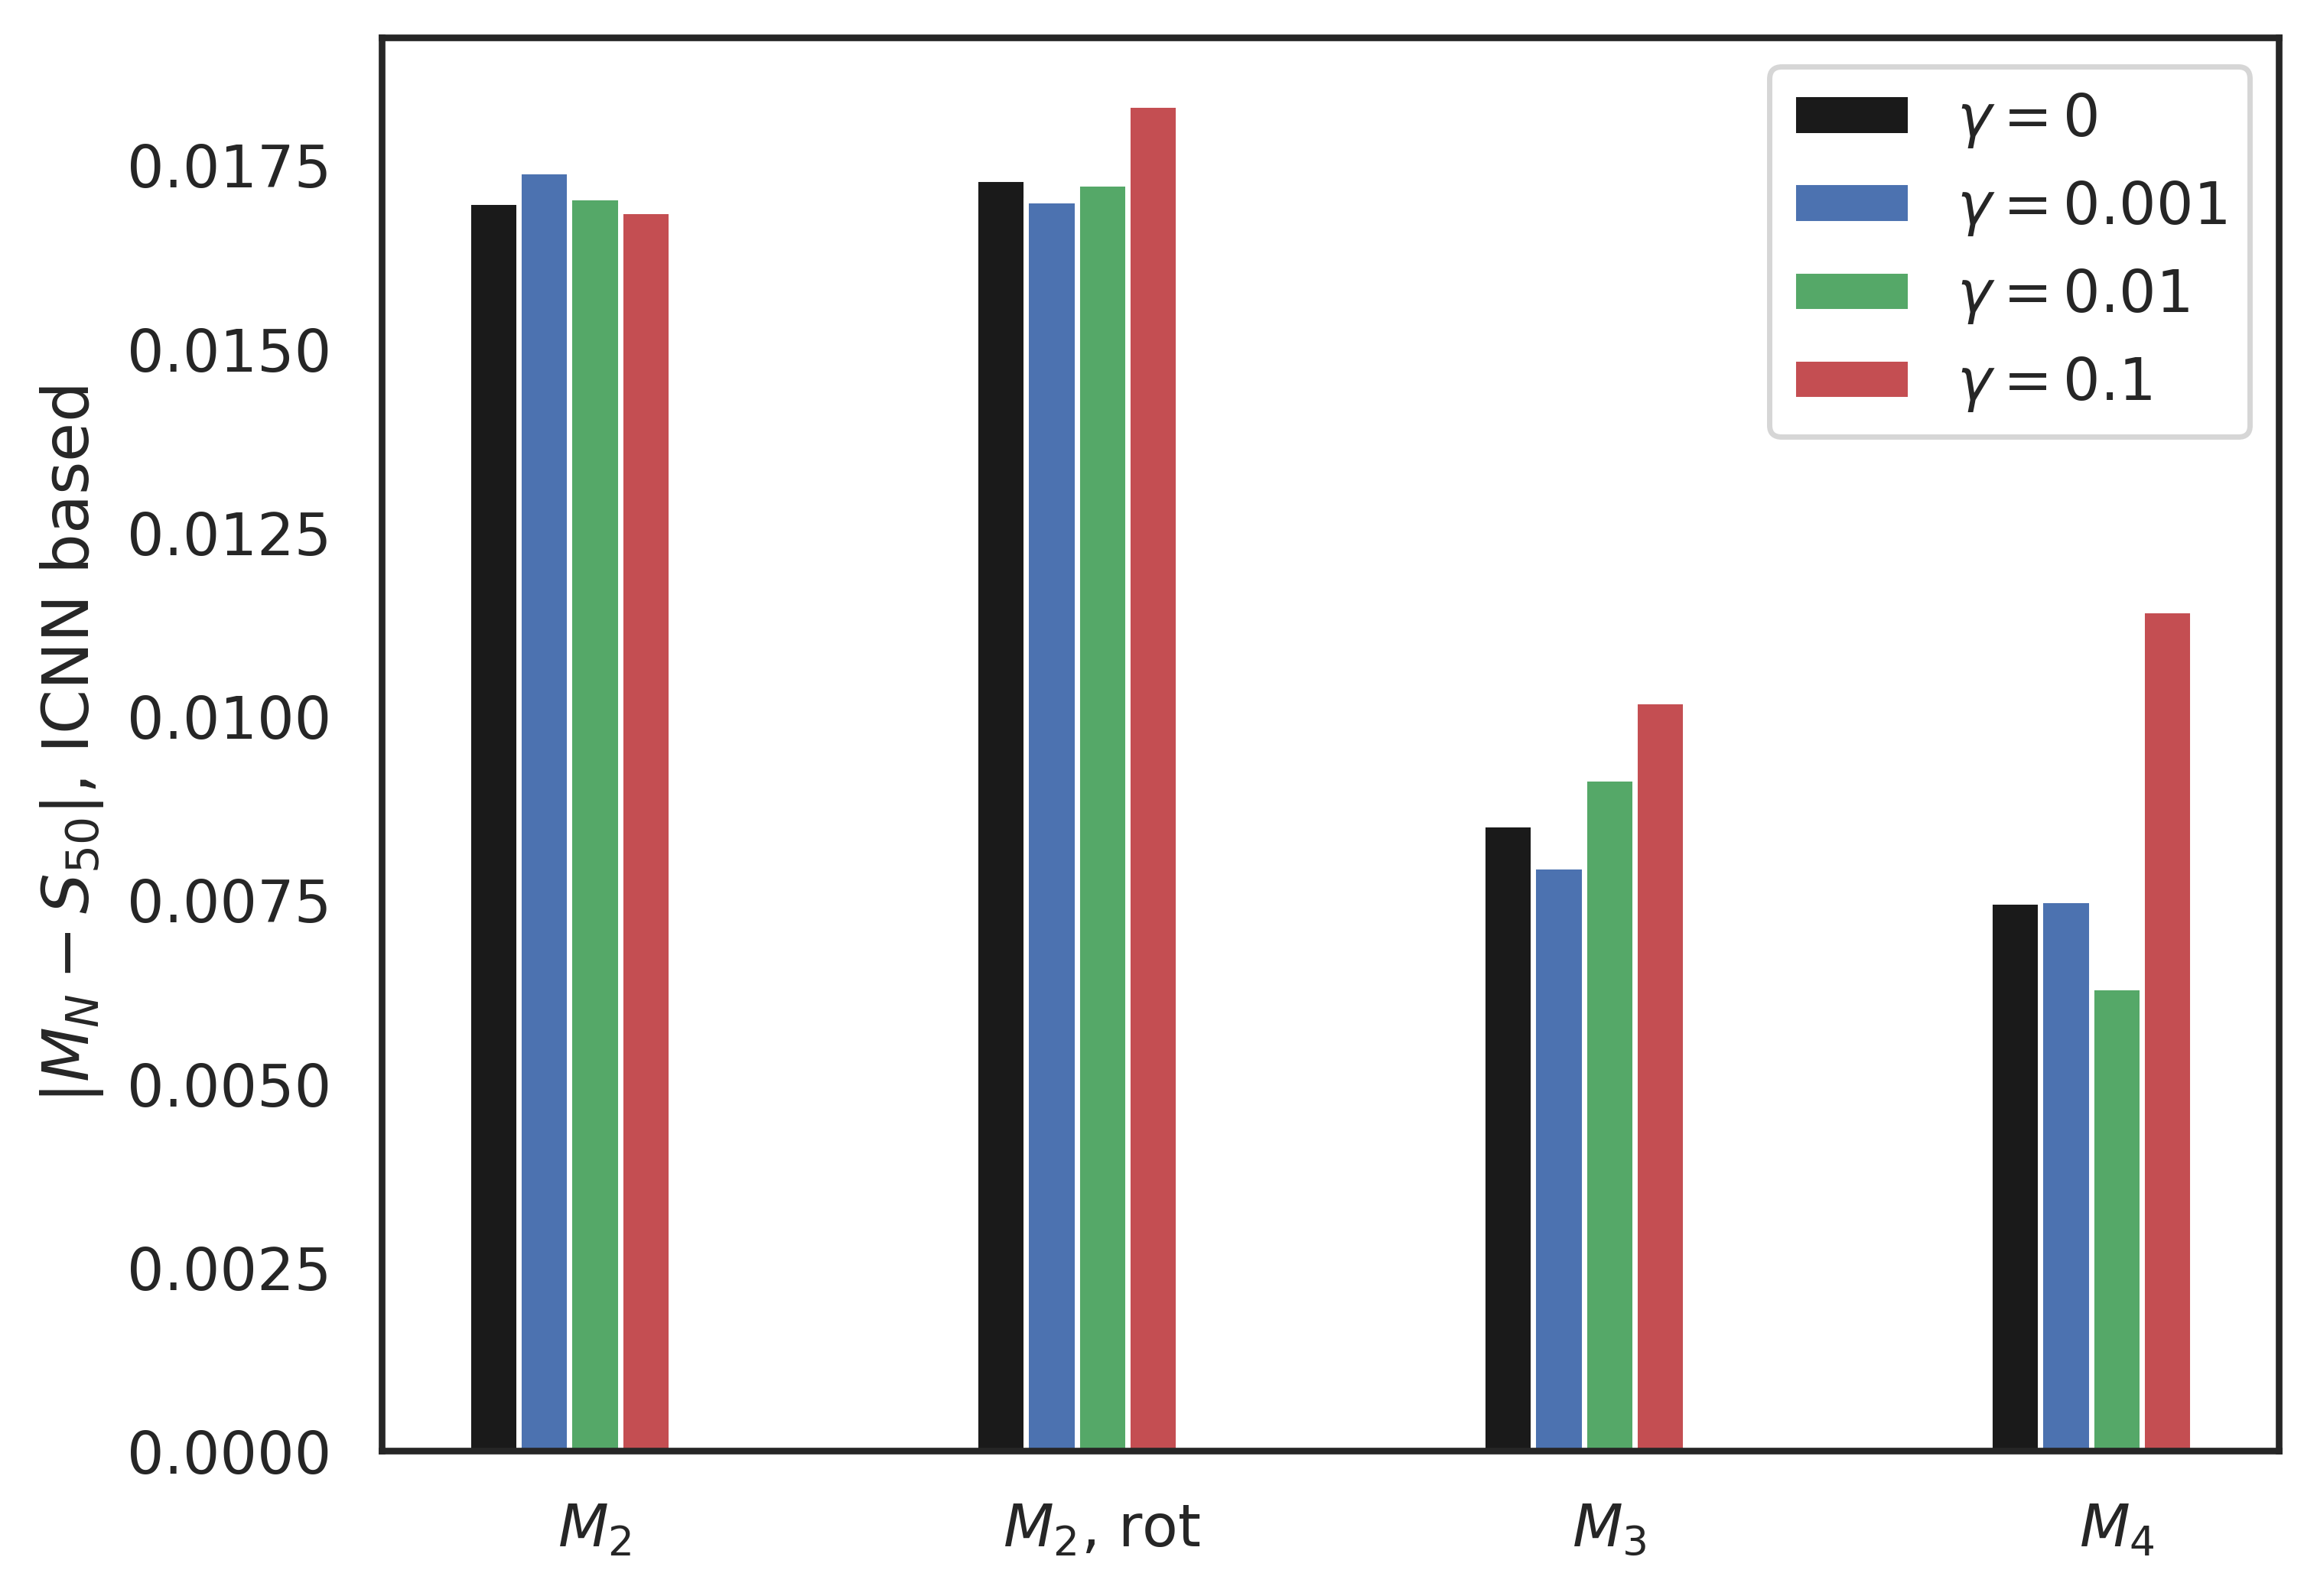 |M_N − S_50|, ICNN based
0.0175
0.0150
0.0125
0.0100
0.0075
0.0050
0.0025
0.0000
γ = 0
γ = 0.001
γ = 0.01
γ = 0.1
M_2
M_2, rot
M_3
M_4